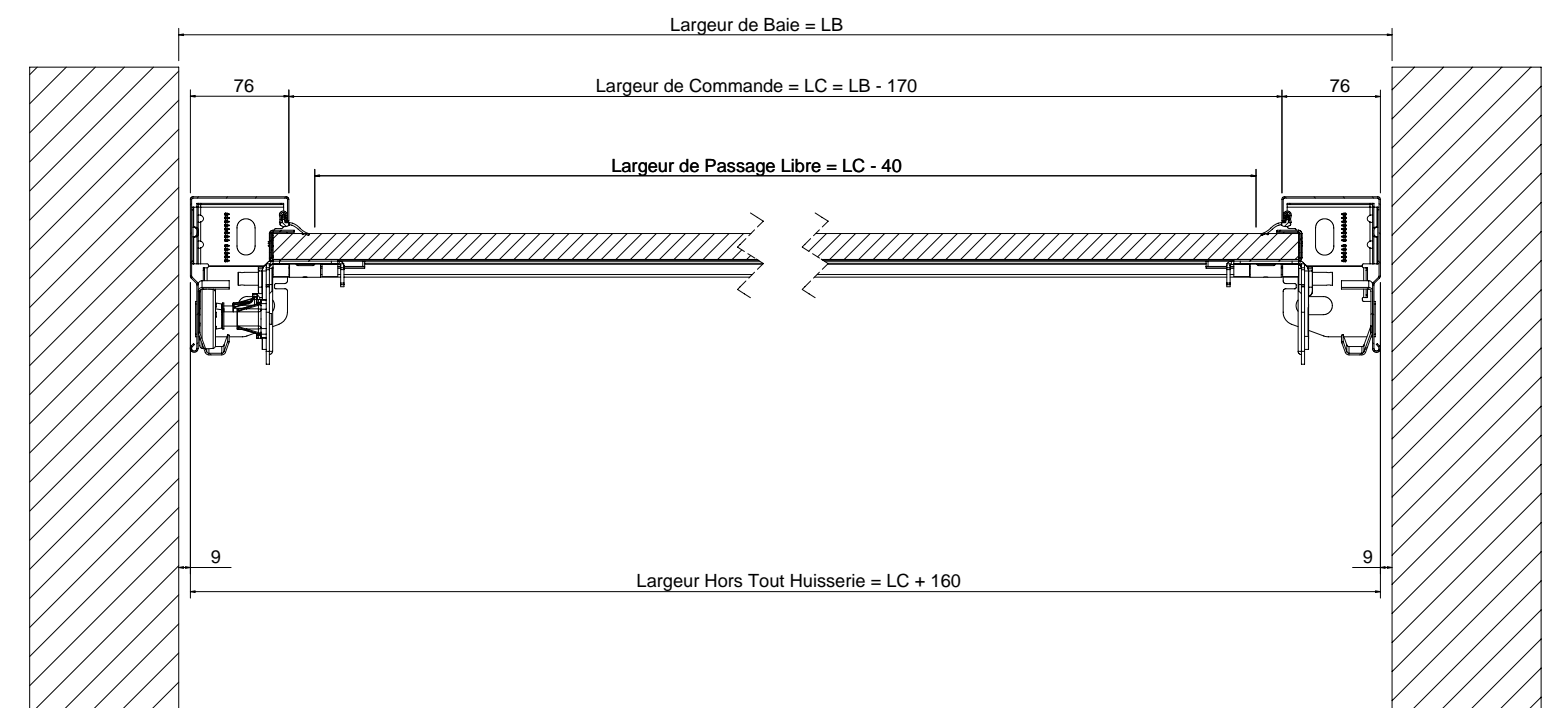 Largeur de Baie = LB
76
Largeur de Commande = LC = LB - 170
76
Largeur de Passage Libre = LC - 40
9
9
Largeur Hors Tout Huisserie = LC + 160